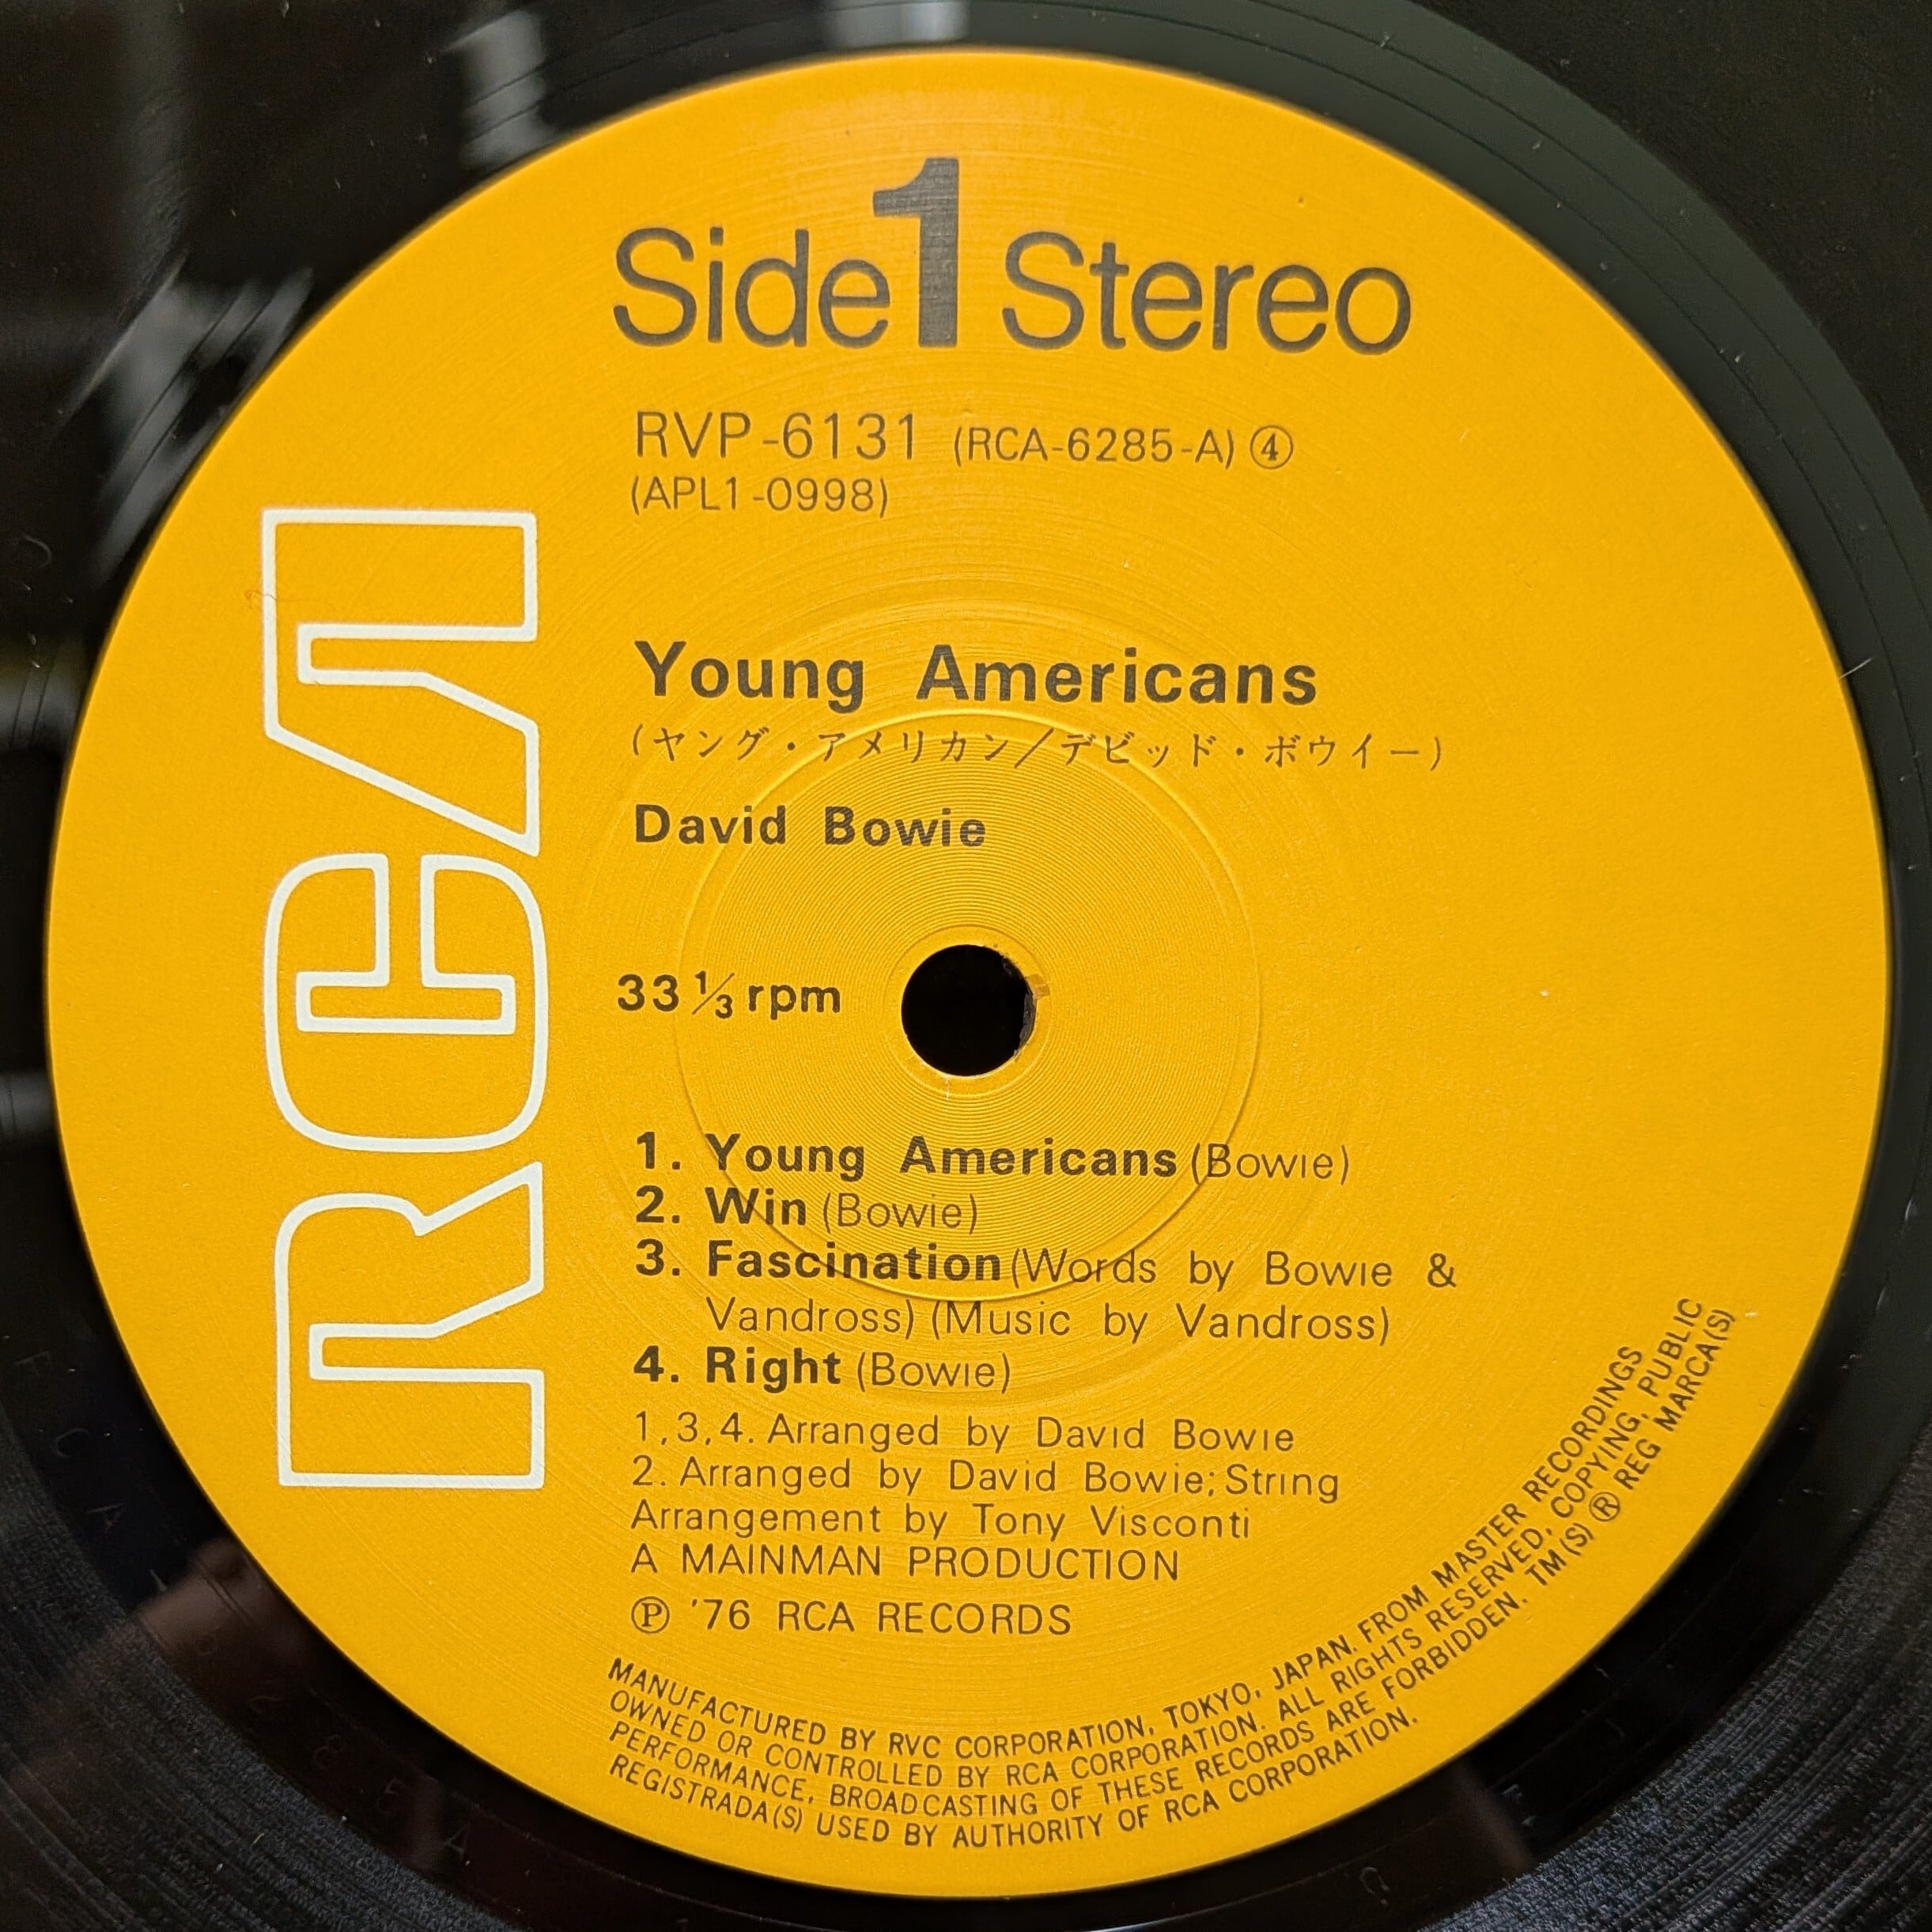 Side 1 Stereo
RVP-6131 (RCA-6285-A) ④
(APL1-0998)
RCA
Young Americans
(ヤング・アメリカン/デビッド・ボウイー)
David Bowie
33 1/3 rpm
1. Young Americans (Bowie)
2. Win (Bowie)
3. Fascination (Words by Bowie &
Vandross) (Music by Vandross)
4. Right (Bowie)
1,3,4. Arranged by David Bowie
2. Arranged by David Bowie; String
Arrangement by Tony Visconti
A MAINMAN PRODUCTION
Ⓟ '76 RCA RECORDS
MANUFACTURED BY RVC CORPORATION, TOKYO, JAPAN. FROM MASTER RECORDINGS
OWNED OR CONTROLLED BY RCA CORPORATION. ALL RIGHTS RESERVED, COPYING, PUBLIC
PERFORMANCE, BROADCASTING OF THESE RECORDS ARE FORBIDDEN. TM(S) ® REG MARCA(S)
REGISTRADA(S) USED BY AUTHORITY OF RCA CORPORATION.